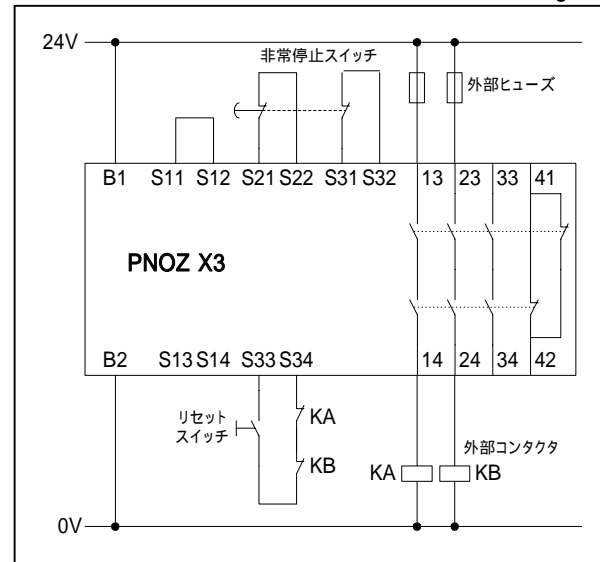 24V
非常停止スイッチ
外部ヒューズ
B1 S11 S12 S21 S22 S31 S32 13 23 33 41
PNOZ X3
B2 S13 S14 S33 S34 14 24 34 42
リセット
スイッチ
KA
KB
外部コンタクタ
KA KB
0V